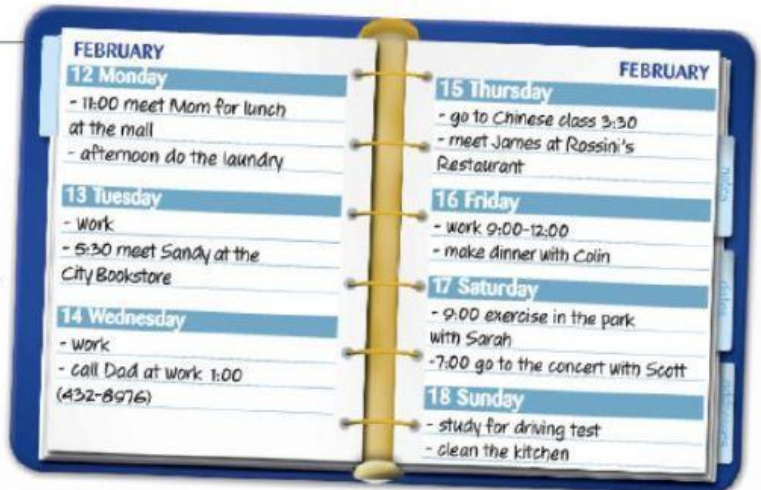 FEBRUARY
12 Monday
- 11:00 meet Mom for lunch
at the mall
- afternoon do the laundry
13 Tuesday
- work
- 5:30 meet Sandy at the
City Bookstore
14 Wednesday
- work
- call Dad at work 1:00
(432-8976)
FEBRUARY
15 Thursday
- go to Chinese class 3:30
- meet James at Rossini's
Restaurant
16 Friday
- work 9:00-12:00
- make dinner with Colin
17 Saturday
- 9:00 exercise in the park
with Sarah
-7:00 go to the concert with Scott
18 Sunday
- study for driving test
- clean the kitchen